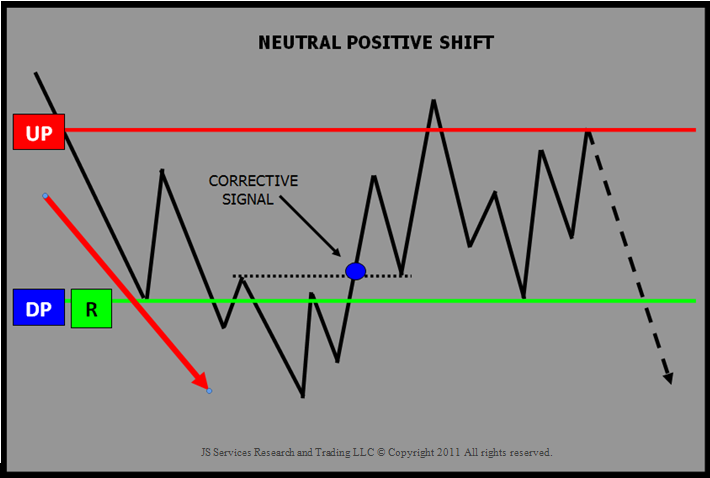 NEUTRAL POSITIVE SHIFT
UP
CORRECTIVE
SIGNAL
DP R
JS Services Research and Trading LLC © Copyright 2011 All rights reserved.